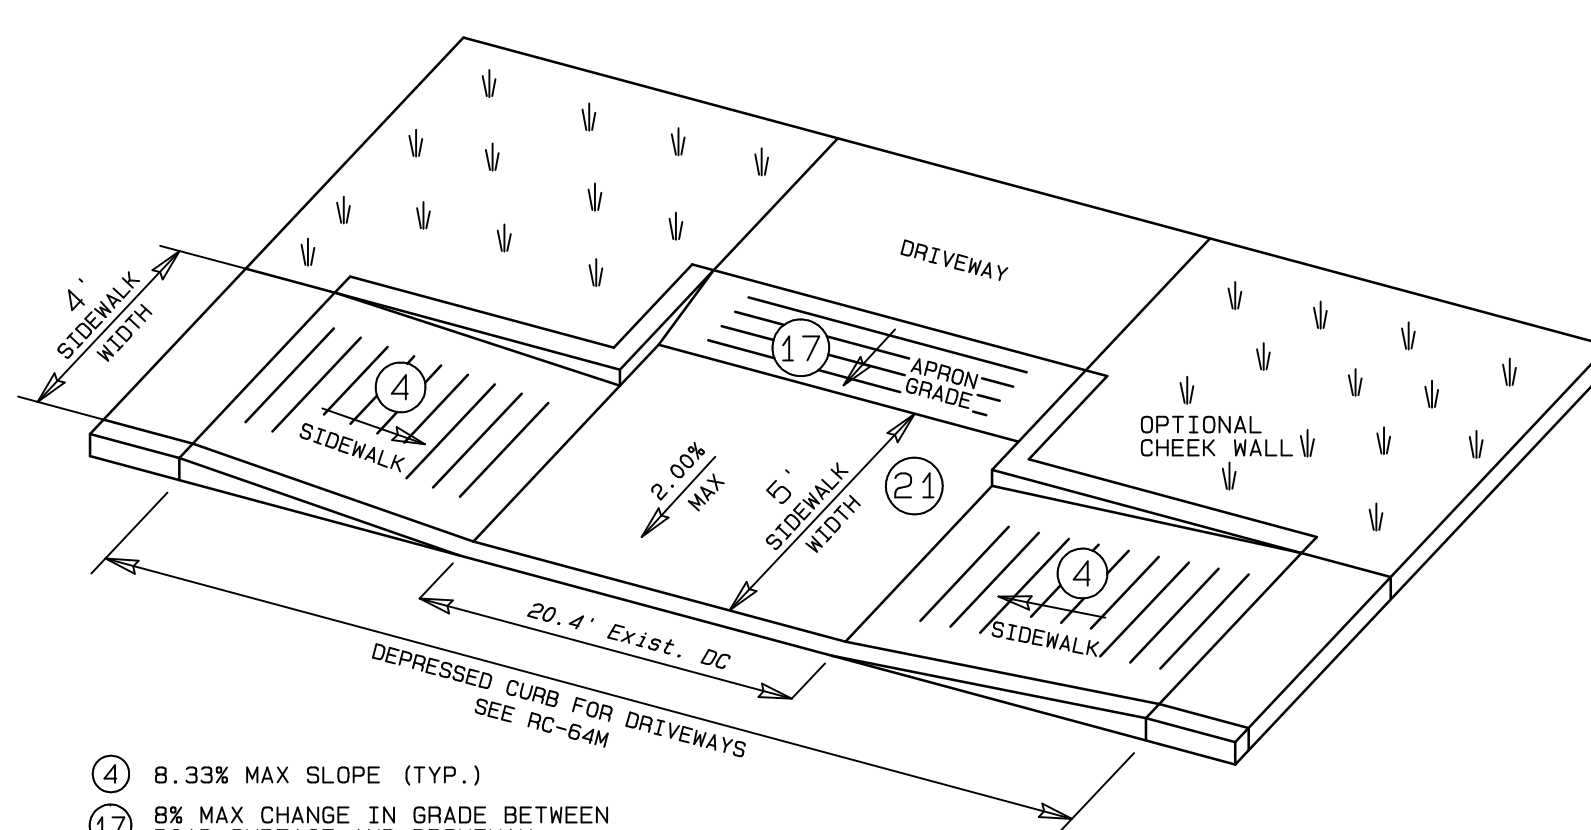 DRIVEWAY
4'
SIDEWALK
WIDTH
17
APRON
GRADE
4
SIDEWALK
OPTIONAL
CHEEK WALL
2.00%
MAX
5'
SIDEWALK
WIDTH
21
4
SIDEWALK
20.4' Exist. DC
DEPRESSED CURB FOR DRIVEWAYS
SEE RC-64M
4 8.33% MAX SLOPE (TYP.)
17 8% MAX CHANGE IN GRADE BETWEEN